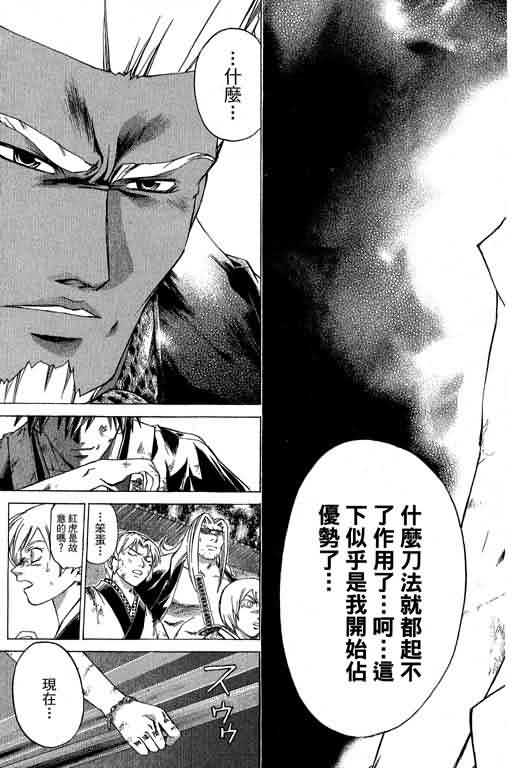 什麼刀法就都起不
了作用了…呵…這
下似乎是我開始佔
優勢了…
…什麼…
…笨蛋…
紅虎是故
意的嗎？
現在…
スウゥ